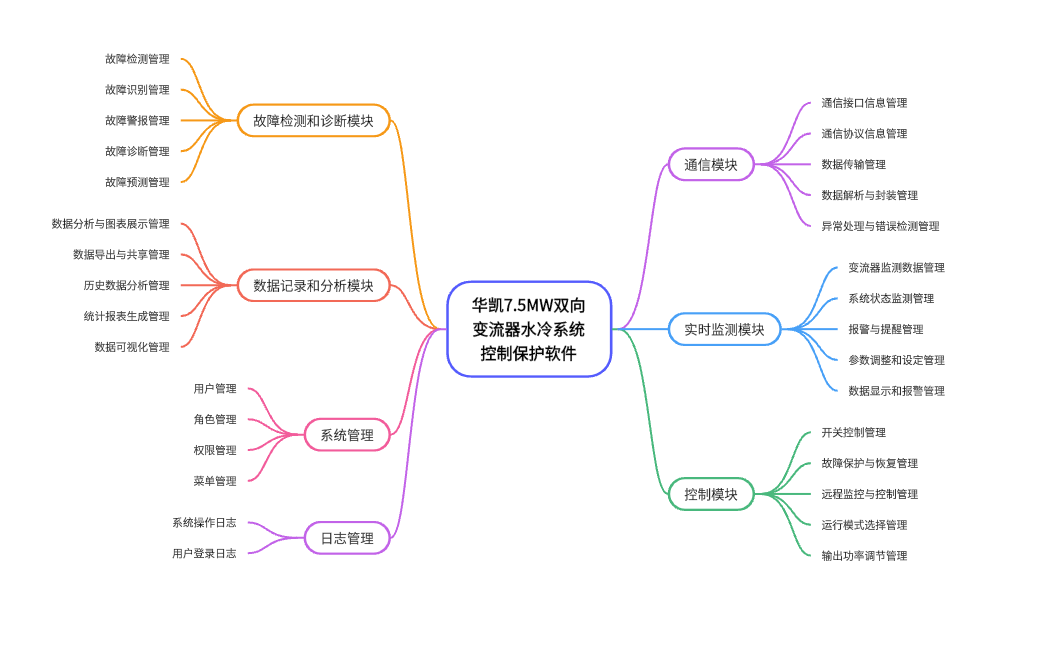 华凯7.5MW双向
变流器水冷系统
控制保护软件
通信模块
通信接口信息管理
通信协议信息管理
数据传输管理
数据解析与封装管理
异常处理与错误检测管理
实时监测模块
变流器监测数据管理
系统状态监测管理
报警与提醒管理
参数调整和设定管理
数据显示和报警管理
控制模块
开关控制管理
故障保护与恢复管理
远程监控与控制管理
运行模式选择管理
输出功率调节管理
故障检测和诊断模块
故障检测管理
故障识别管理
故障警报管理
故障诊断管理
故障预测管理
数据记录和分析模块
数据分析与图表展示管理
数据导出与共享管理
历史数据分析管理
统计报表生成管理
数据可视化管理
系统管理
用户管理
角色管理
权限管理
菜单管理
日志管理
系统操作日志
用户登录日志